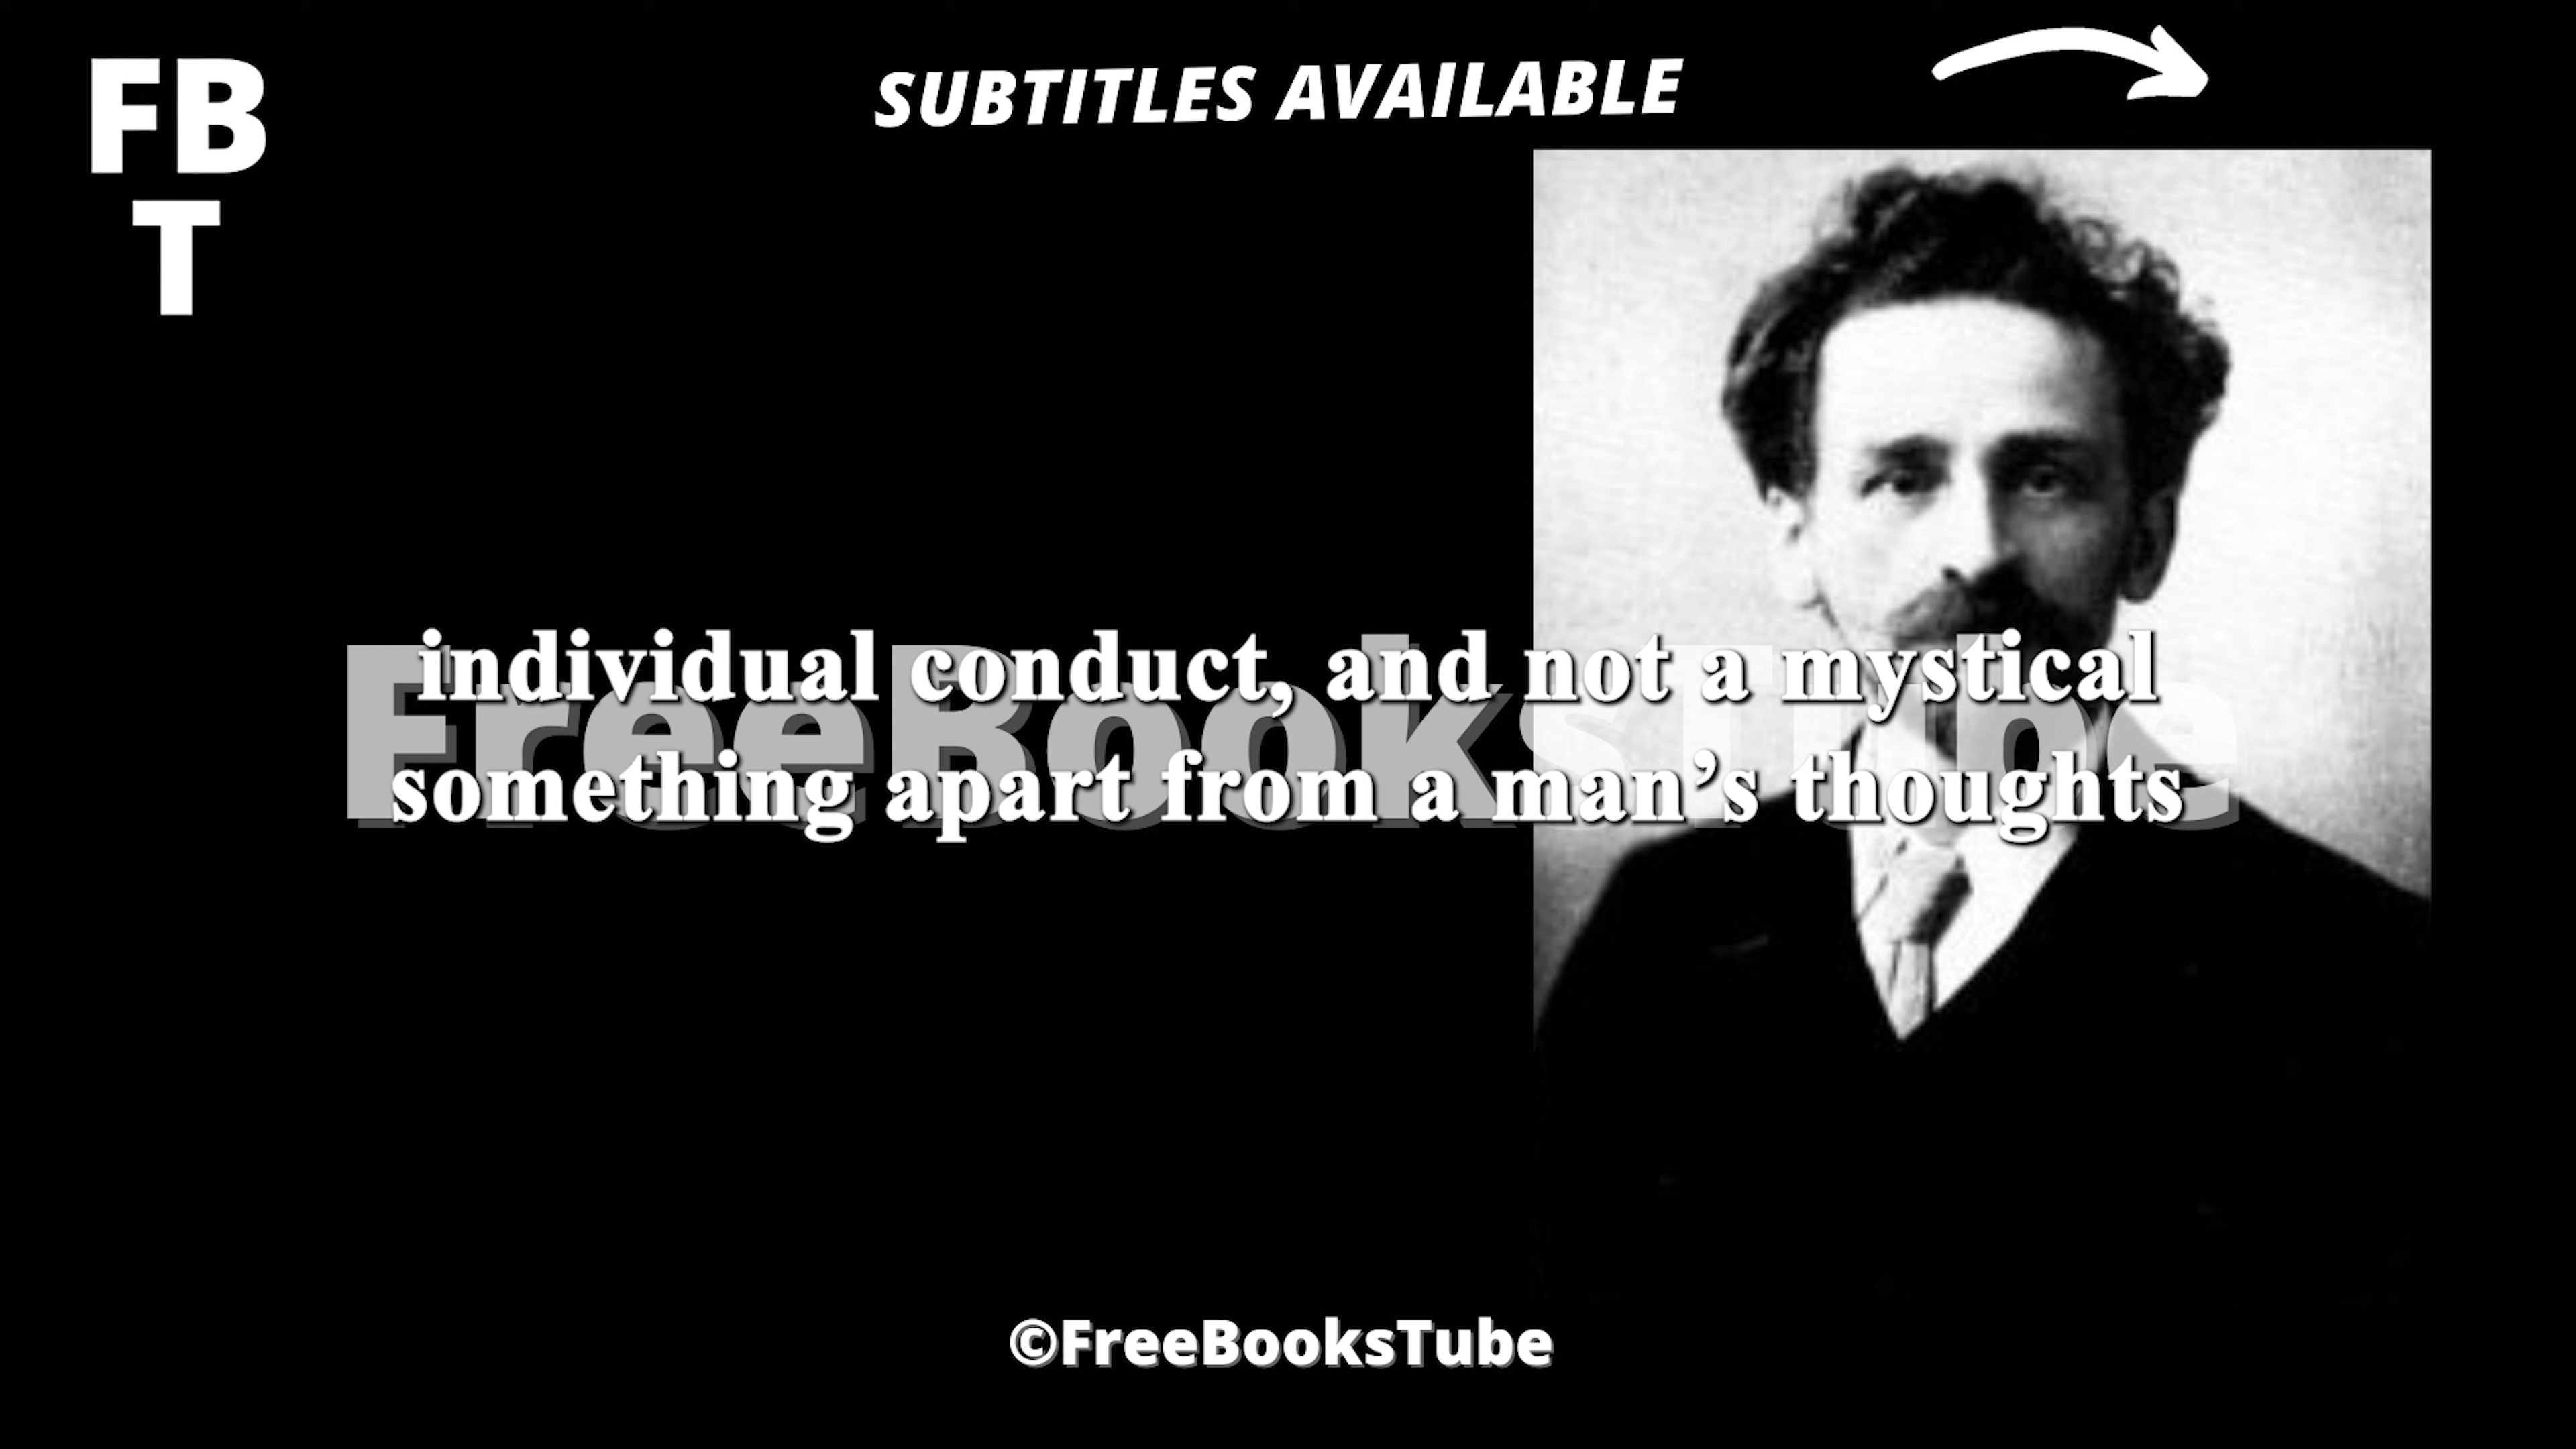 FB
T
SUBTITLES AVAILABLE
FreeBooksTube
individual conduct, and not a mystical
something apart from a man’s thoughts
©FreeBooksTube